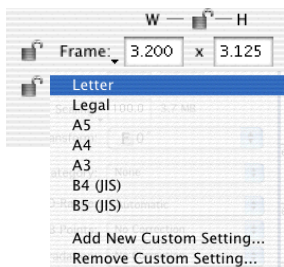 W — H
Frame: 3.200 x 3.125
Letter
Legal
A5
A4
A3
B4 (JIS)
B5 (JIS)
Add New Custom Setting...
Remove Custom Setting...